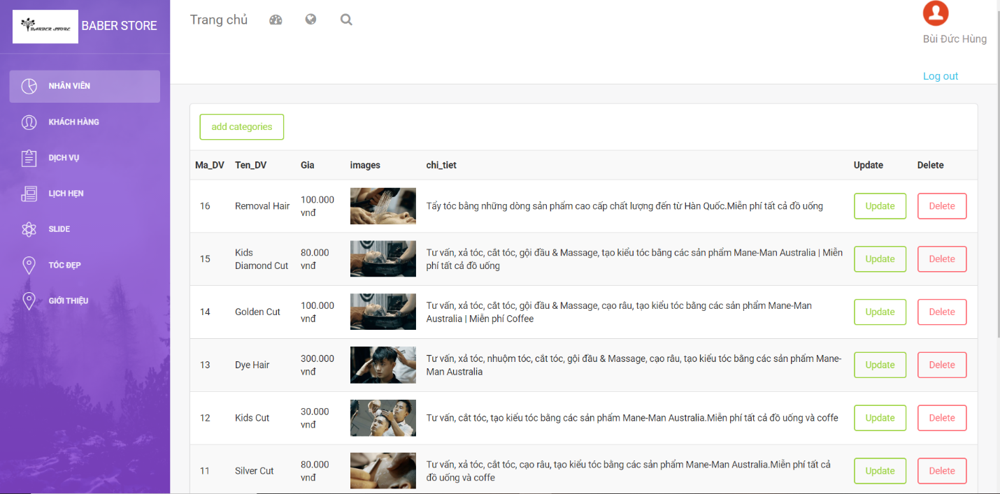 BARBER STORE
BABER STORE
Trang chủ
Bùi Đức Hùng
Log out
NHÂN VIÊN
KHÁCH HÀNG
DỊCH VỤ
LỊCH HẸN
SLIDE
TÓC ĐẸP
GIỚI THIỆU
add categories
Ma_DV Ten_DV Gia images chi_tiet Update Delete
16 Removal Hair 100.000 vnđ Tẩy tóc bằng những dòng sản phẩm cao cấp chất lượng đến từ Hàn Quốc.Miễn phí tất cả đồ uống Update Delete
15 Kids Diamond Cut 80.000 vnđ Tư vấn, xả tóc, cắt tóc, gội đầu & Massage, tạo kiểu tóc bằng các sản phẩm Mane-Man Australia | Miễn phí tất cả đồ uống Update Delete
14 Golden Cut 100.000 vnđ Tư vấn, xả tóc, cắt tóc, gội đầu & Massage, cạo râu, tạo kiểu tóc bằng các sản phẩm Mane-Man Australia | Miễn phí Coffee Update Delete
13 Dye Hair 300.000 vnđ Tư vấn, xả tóc, nhuộm tóc, cắt tóc, gội đầu & Massage, cạo râu, tạo kiểu tóc bằng các sản phẩm Mane-Man Australia Update Delete
12 Kids Cut 30.000 vnđ Tư vấn, cắt tóc, tạo kiểu tóc bằng các sản phẩm Mane-Man Australia.Miễn phí tất cả đồ uống và coffe Update Delete
11 Silver Cut 80.000 vnđ Tư vấn, xả tóc, cắt tóc, cạo râu, tạo kiểu tóc bằng các sản phẩm Mane-Man Australia.Miễn phí tất cả đồ uống và coffe Update Delete